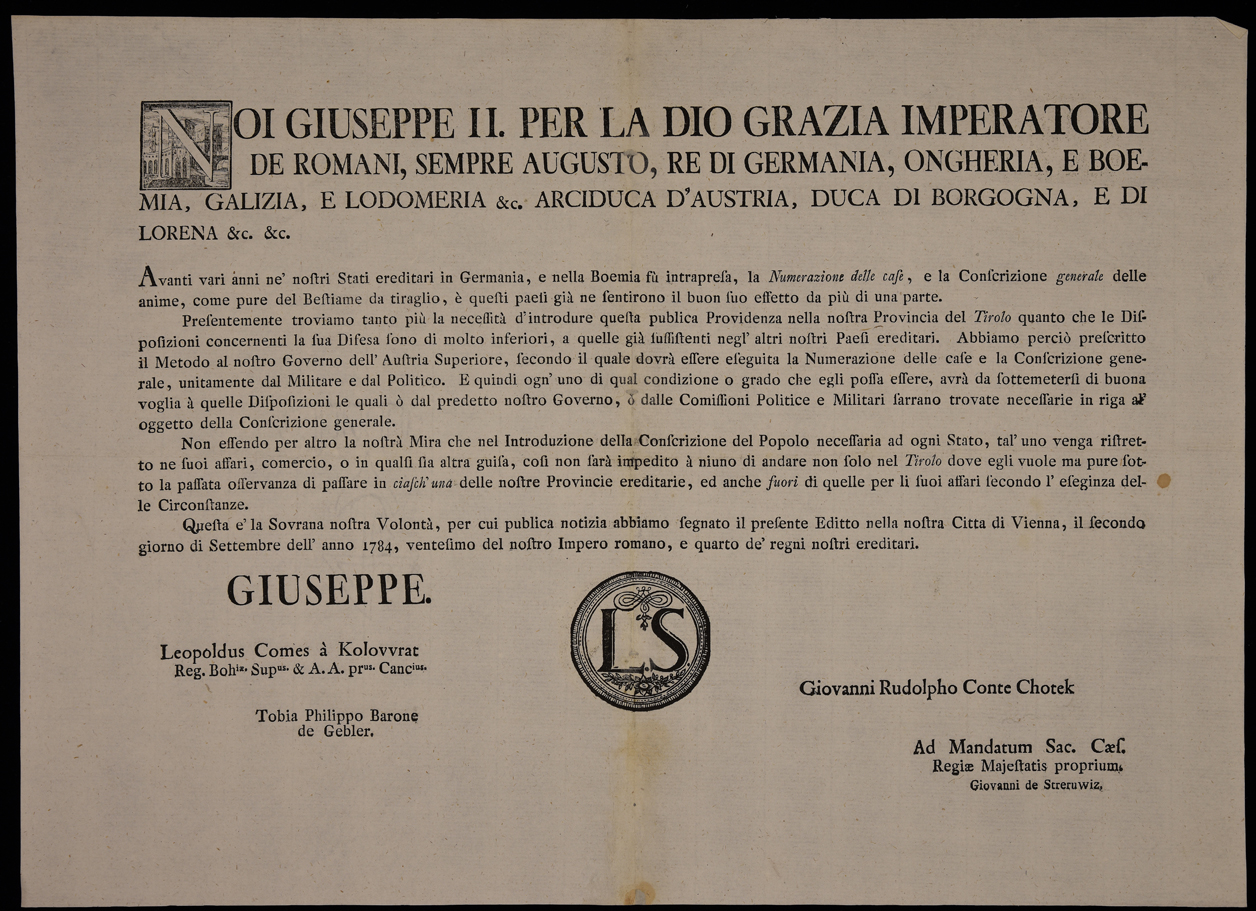 NOI GIUSEPPE II. PER LA DIO GRAZIA IMPERATORE
DE ROMANI, SEMPRE AUGUSTO, RE DI GERMANIA, ONGHERIA, E BOE-
MIA, GALIZIA, E LODOMERIA &c. ARCIDUCA D'AUSTRIA, DUCA DI BORGOGNA, E DI
LORENA &c. &c.
Avanti vari anni ne' noſtri Stati ereditari in Germania, e nella Boemia fù intrapreſa, la Numerazione delle caſe, e la Conſcrizione generale delle
anime, come pure del Beſtiame da tiraglio, è queſti paeſi già ne ſentirono il buon ſuo effetto da più di una parte.
Preſentemente troviamo tanto più la neceſſità d'introdure queſta publica Providenza nella noſtra Provincia del Tirolo quanto che le Diſ-
poſizioni concernenti la ſua Difeſa ſono di molto inferiori, a quelle già ſuſſiſtenti negl' altri noſtri Paeſi ereditari. Abbiamo perciò preſcritto
il Metodo al noſtro Governo dell' Auſtria Superiore, ſecondo il quale dovrà eſſere eſeguita la Numerazione delle caſe e la Conſcrizione gene-
rale, unitamente dal Militare e dal Politico. E quindi ogn' uno di qual condizione o grado che egli poſſa eſſere, avrà da ſottemeterſi di buona
voglia à quelle Diſpoſizioni le quali ò dal predetto noſtro Governo, ò dalle Comiſſioni Politice e Militari ſarrano trovate neceſſarie in riga al'
oggetto della Conſcrizione generale.
Non eſſendo per altro la noſtrà Mira che nel Introduzione della Conſcrizione del Popolo neceſſaria ad ogni Stato, tal' uno venga riſtret-
to ne ſuoi affari, comercio, o in qualſi ſia altra guiſa, coſi non ſarà impedito à niuno di andare non ſolo nel Tirolo dove egli vuole ma pure ſot-
to la paſſata oſſervanza di paſſare in ciaſch' una delle noſtre Provincie ereditarie, ed anche fuori di quelle per li ſuoi affari ſecondo l' eſeginza del-
le Circonſtanze.
Queſta e' la Sovrana noſtra Volontà, per cui publica notizia abbiamo ſegnato il preſente Editto nella noſtra Citta di Vienna, il ſecondo
giorno di Settembre dell' anno 1784, venteſimo del noſtro Impero romano, e quarto de' regni noſtri ereditari.
GIUSEPPE.
L.S
Leopoldus Comes à Kolovvrat
Reg. Bohiæ. Supus. & A. A. prus. Cancius.
Giovanni Rudolpho Conte Chotek
Tobia Philippo Barone
de Gebler.
Ad Mandatum Sac. Cæſ.
Regiæ Majeſtatis proprium.
Giovanni de Streruwiz.